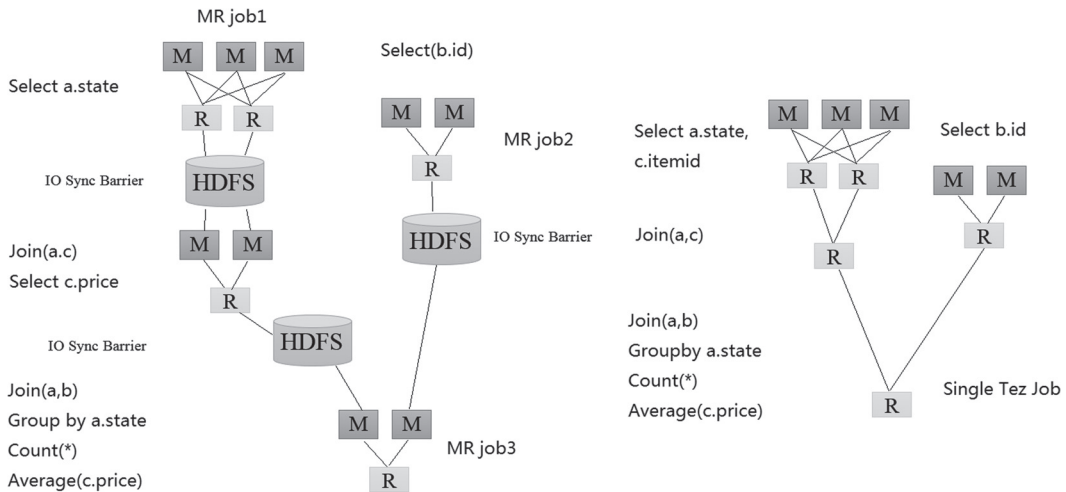 MR job1
M M M
Select(b.id)
Select a.state
R R
M M
MR job2
R
IO Sync Barrier
HDFS
HDFS
IO Sync Barrier
M M
Join(a.c)
Select c.price
R
HDFS
IO Sync Barrier
Join(a,b)
Group by a.state
Count(*)
Average(c.price)
M M
MR job3
R
M M M
Select a.state,
c.itemid
Select b.id
R R
M M
Join(a,c)
R
R
Join(a,b)
Groupby a.state
Count(*)
Average(c.price)
Single Tez Job
R